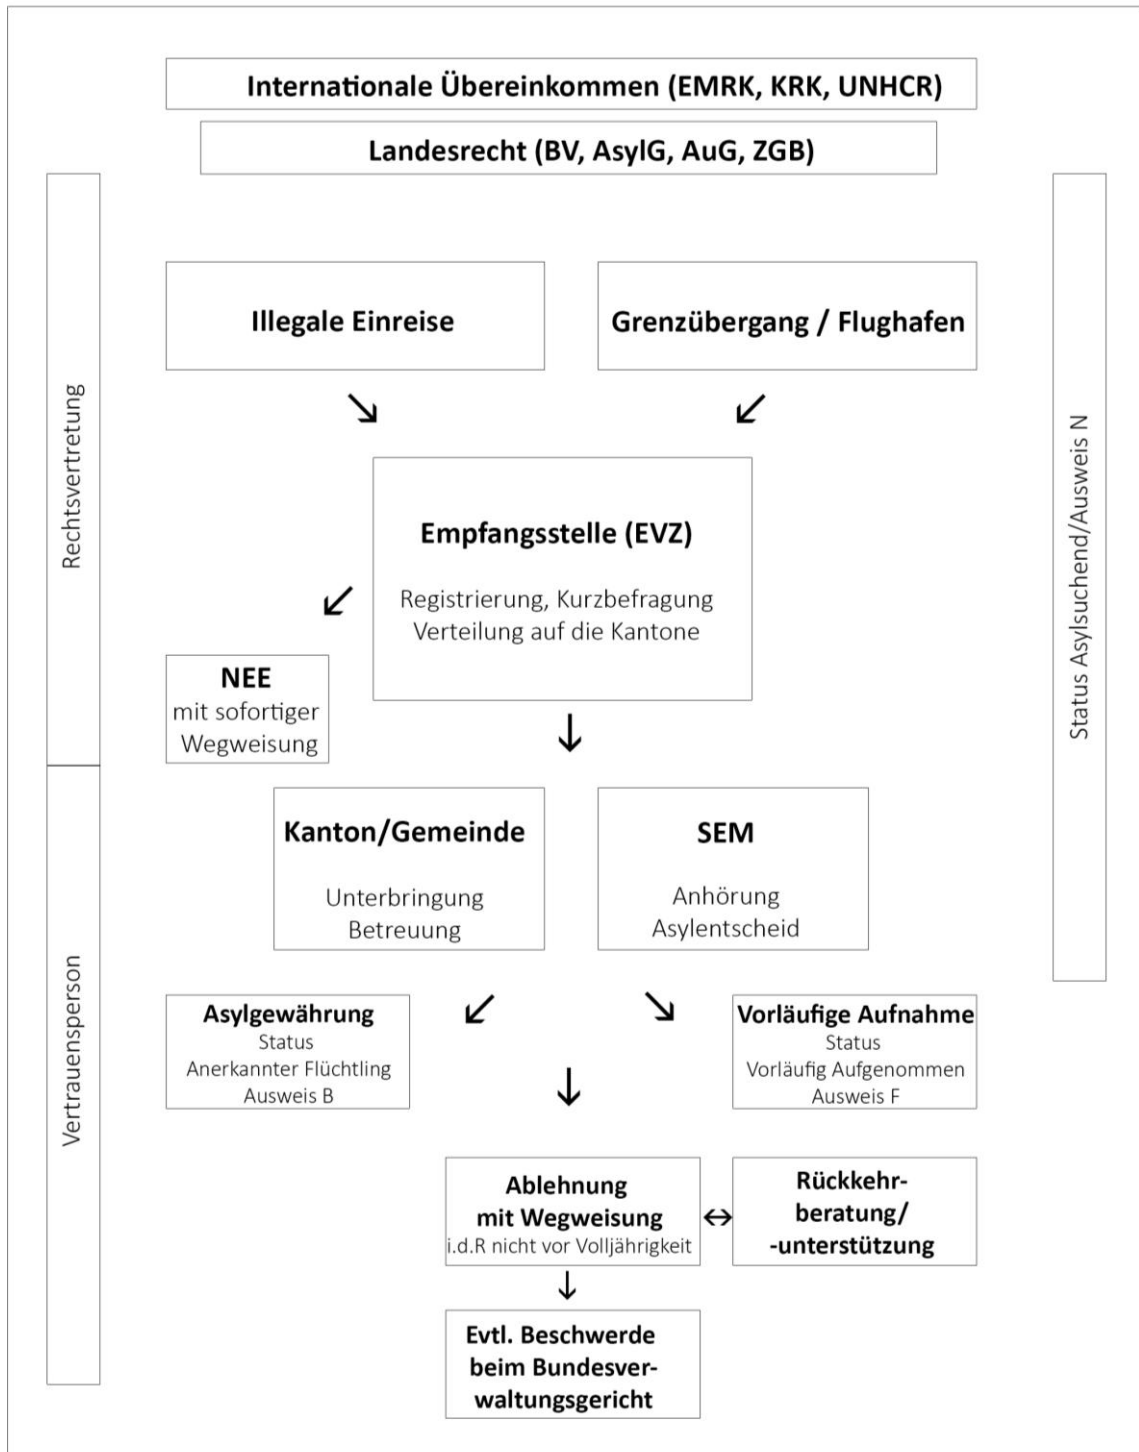 Internationale Übereinkommen (EMRK, KRK, UNHCR)
Landesrecht (BV, AsylG, AuG, ZGB)
Rechtsvertretung
Status Asylsuchend/Ausweis N
Illegale Einreise
Grenzübergang / Flughafen
Empfangsstelle (EVZ)
Registrierung, Kurzbefragung
Verteilung auf die Kantone
NEE
mit sofortiger
Wegweisung
Vertrauensperson
Kanton/Gemeinde
Unterbringung
Betreuung
SEM
Anhörung
Asylentscheid
Asylgewährung
Status
Anerkannter Flüchtling
Ausweis B
Vorläufige Aufnahme
Status
Vorläufig Aufgenommen
Ausweis F
Ablehnung
mit Wegweisung
i.d.R nicht vor Volljährigkeit
Rückkehr-
beratung/
-unterstützung
Evtl. Beschwerde
beim Bundesver-
waltungsgericht